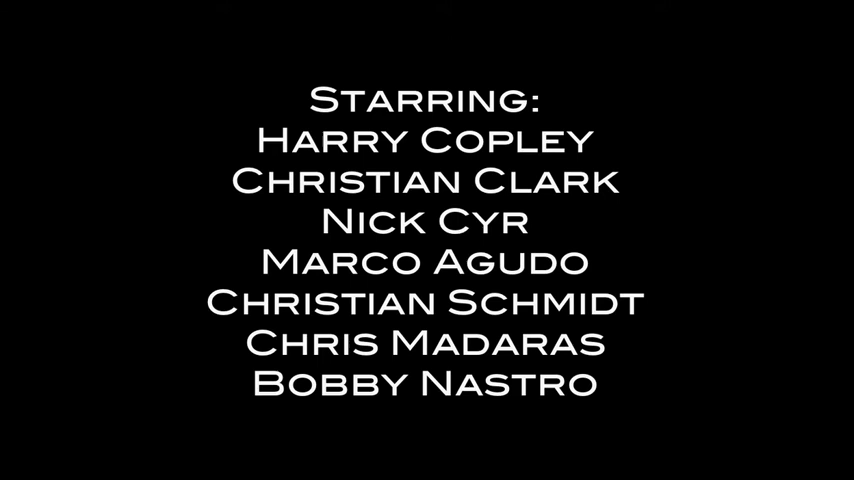 Starring:
Harry Copley
Christian Clark
Nick Cyr
Marco Agudo
Christian Schmidt
Chris Madaras
Bobby Nastro